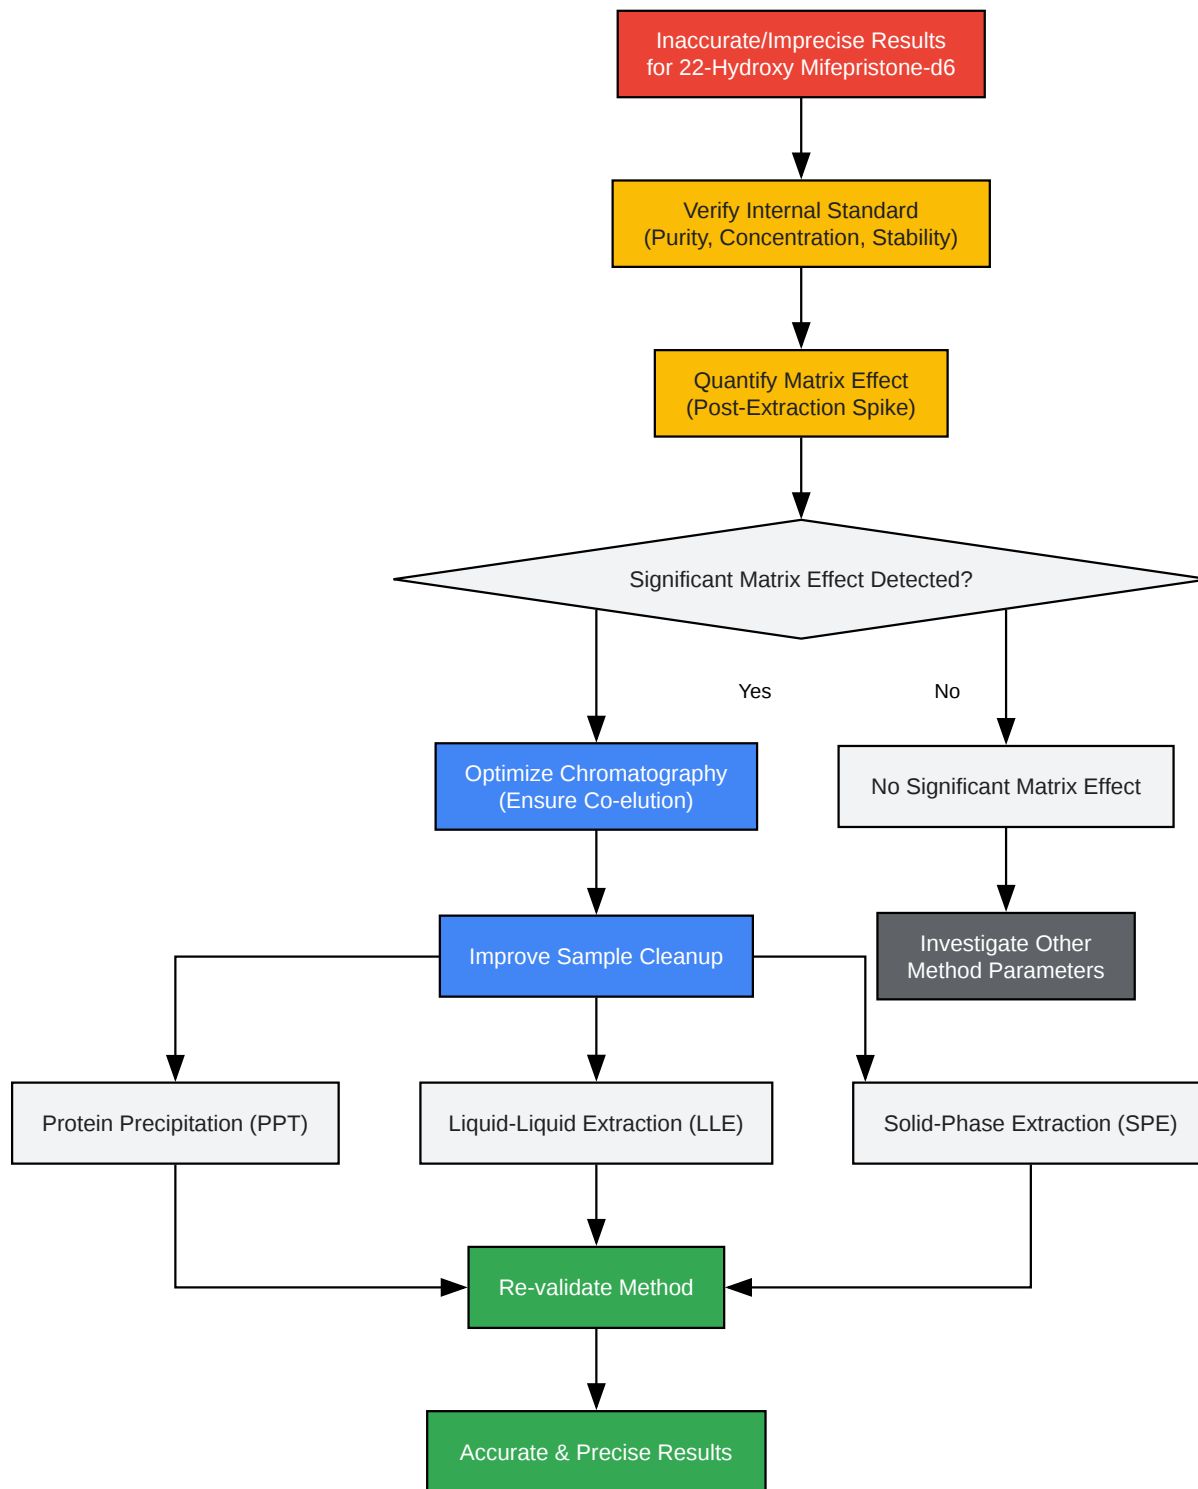 Inaccurate/Imprecise Results
for 22-Hydroxy Mifepristone-d6
Verify Internal Standard
(Purity, Concentration, Stability)
Quantify Matrix Effect
(Post-Extraction Spike)
Significant Matrix Effect Detected?
Yes
No
Optimize Chromatography
(Ensure Co-elution)
No Significant Matrix Effect
Improve Sample Cleanup
Investigate Other
Method Parameters
Protein Precipitation (PPT)
Liquid-Liquid Extraction (LLE)
Solid-Phase Extraction (SPE)
Re-validate Method
Accurate & Precise Results